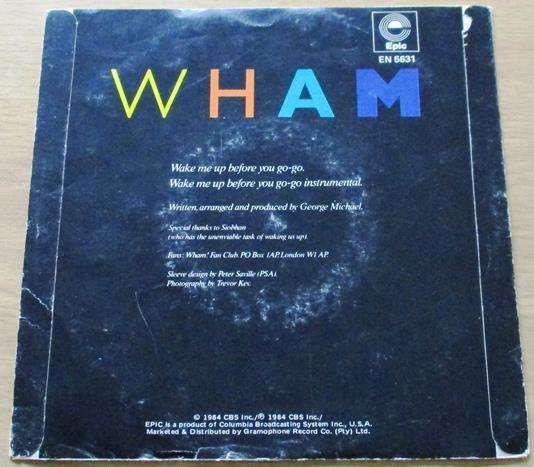 Epic
EN 5631
WHAM
Wake me up before you go-go.
Wake me up before you go-go instrumental.
Written, arranged and produced by George Michael.
Special thanks to Siobhan
(who has the unenviable task of waking us up).
Fans: Wham! Fan Club. PO Box 1AP. London W1 AP.
Sleeve design by Peter Saville (PSA).
Photography by Trevor Key.
© 1984 CBS Inc./℗ 1984 CBS Inc./
EPIC is a product of Columbia Broadcasting System Inc., U.S.A.
Marketed & Distributed by Gramophone Record Co. (Pty) Ltd.